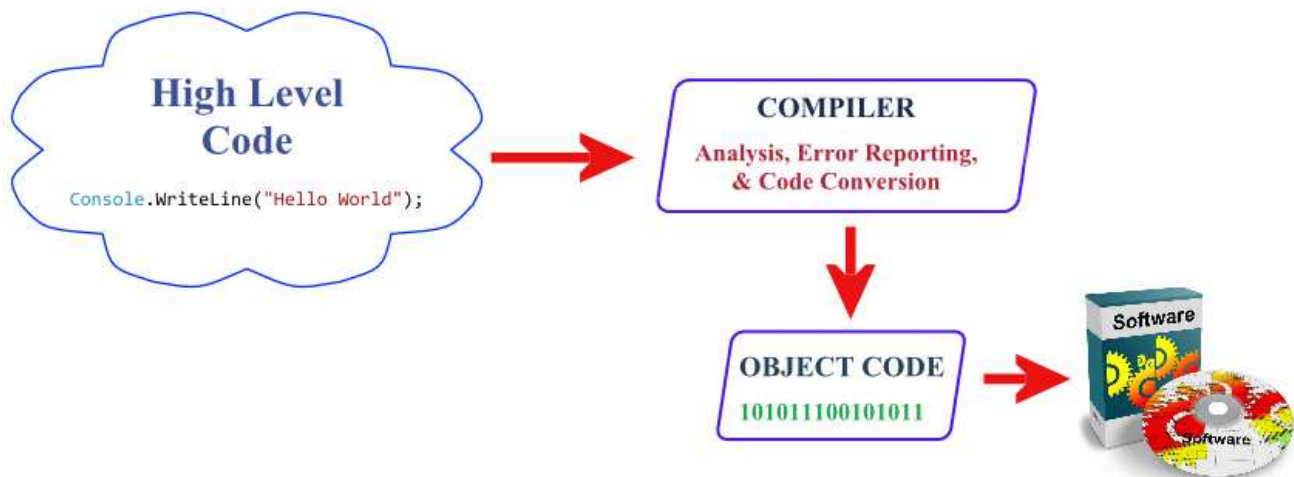 High Level
Code
Console.WriteLine("Hello World");
COMPILER
Analysis, Error Reporting,
& Code Conversion
OBJECT CODE
101011100101011
Software
Software